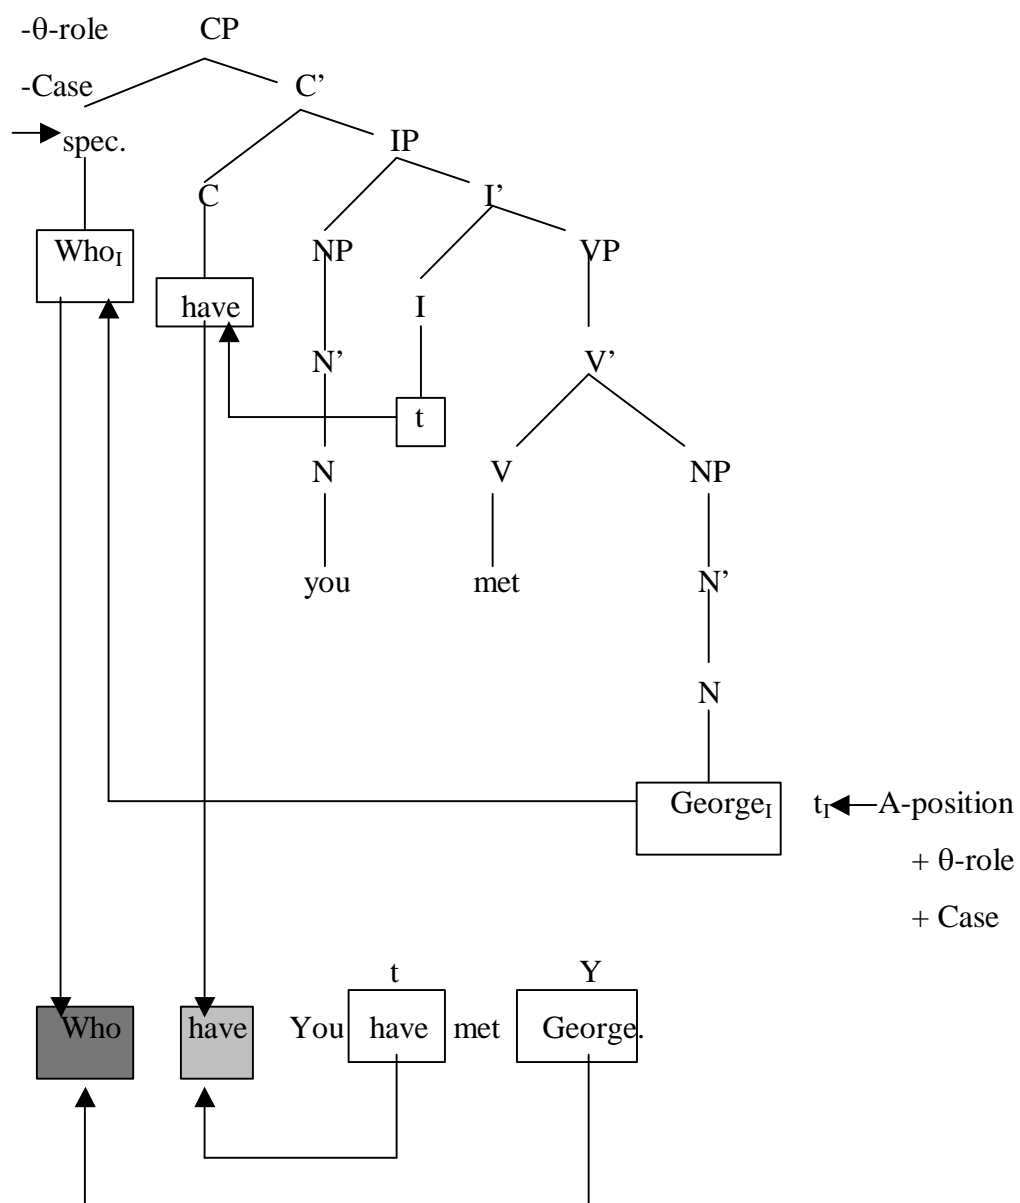 -θ-role CP
-Case C’
spec. IP
C I’
Who_I NP VP
have I
N’ V’
t
N V NP
you met N’
N
George_I t_I A-position
+ θ-role
+ Case
t Y
Who have You have met George.